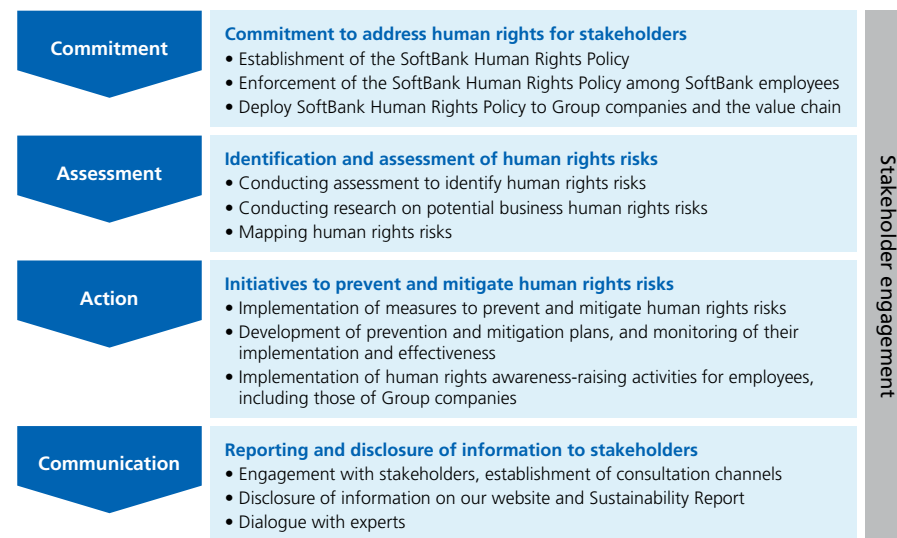 Commitment
Commitment to address human rights for stakeholders
• Establishment of the SoftBank Human Rights Policy
• Enforcement of the SoftBank Human Rights Policy among SoftBank employees
• Deploy SoftBank Human Rights Policy to Group companies and the value chain
Assessment
Identification and assessment of human rights risks
• Conducting assessment to identify human rights risks
• Conducting research on potential business human rights risks
• Mapping human rights risks
Action
Initiatives to prevent and mitigate human rights risks
• Implementation of measures to prevent and mitigate human rights risks
• Development of prevention and mitigation plans, and monitoring of their
implementation and effectiveness
• Implementation of human rights awareness-raising activities for employees,
including those of Group companies
Communication
Reporting and disclosure of information to stakeholders
• Engagement with stakeholders, establishment of consultation channels
• Disclosure of information on our website and Sustainability Report
• Dialogue with experts
Stakeholder engagement